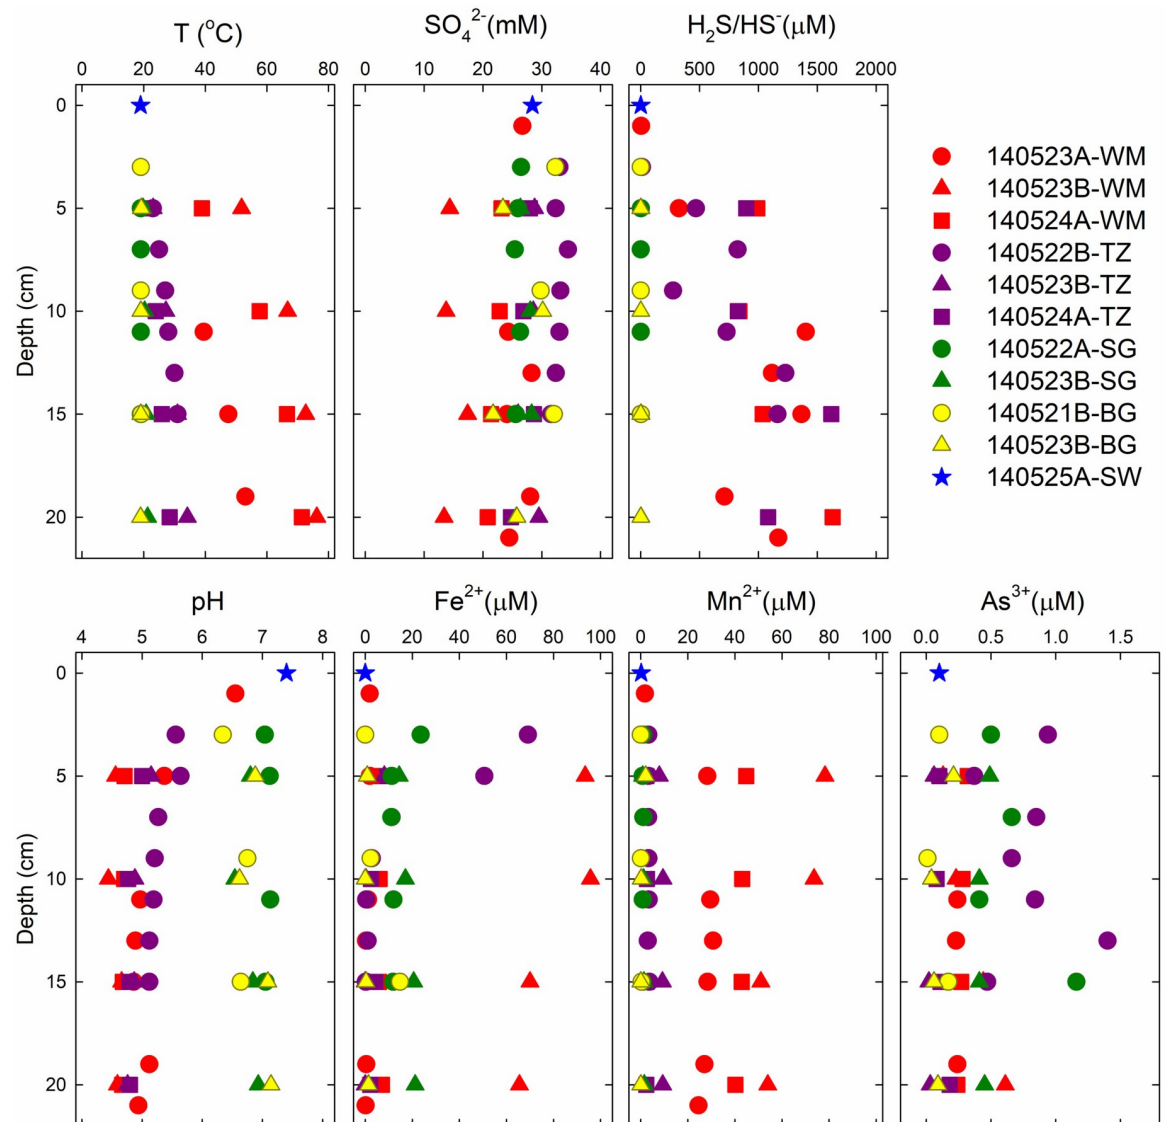 T (°C)
SO₄²⁻(mM)
H₂S/HS⁻(μM)
0 20 40 60 80
0 10 20 30 40
0 500 1000 1500 2000
Depth (cm)
0
5
10
15
20
140523A-WM
140523B-WM
140524A-WM
140522B-TZ
140523B-TZ
140524A-TZ
140522A-SG
140523B-SG
140521B-BG
140523B-BG
140525A-SW
pH
Fe²⁺(μM)
Mn²⁺(μM)
As³⁺(μM)
4 5 6 7 8
0 20 40 60 80 100
0 20 40 60 80 100
0.0 0.5 1.0 1.5
Depth (cm)
0
5
10
15
20